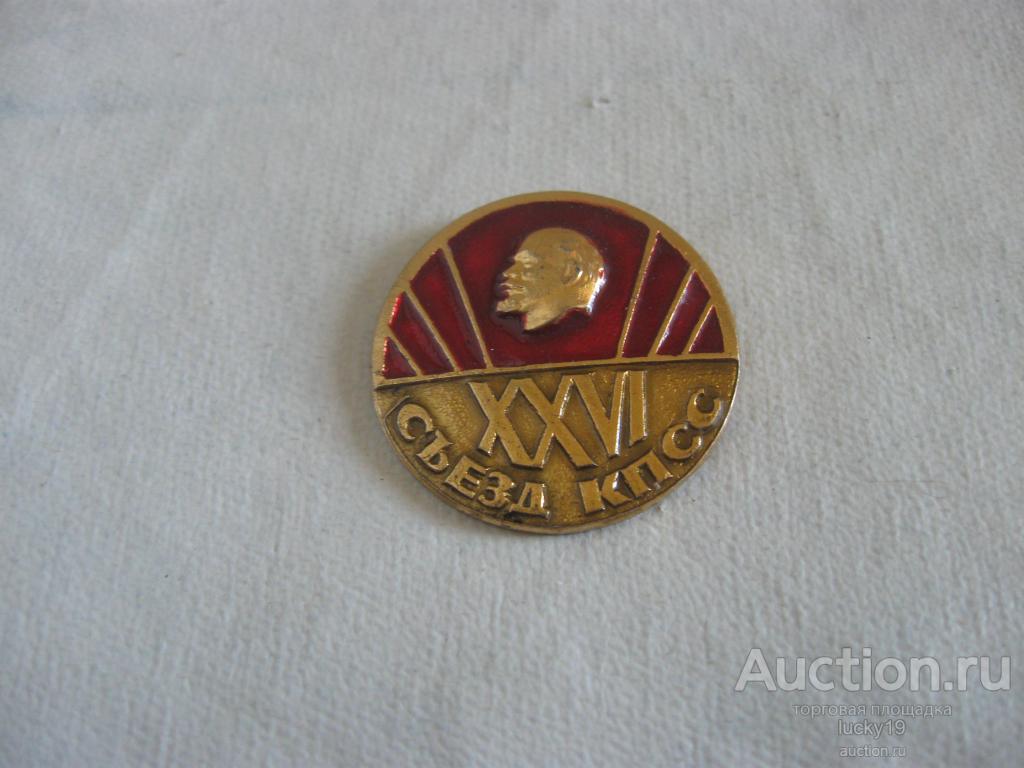 XXVI
СЪЕЗД КПСС
Auction.ru
торговая площадка
lucky19
auction.ru